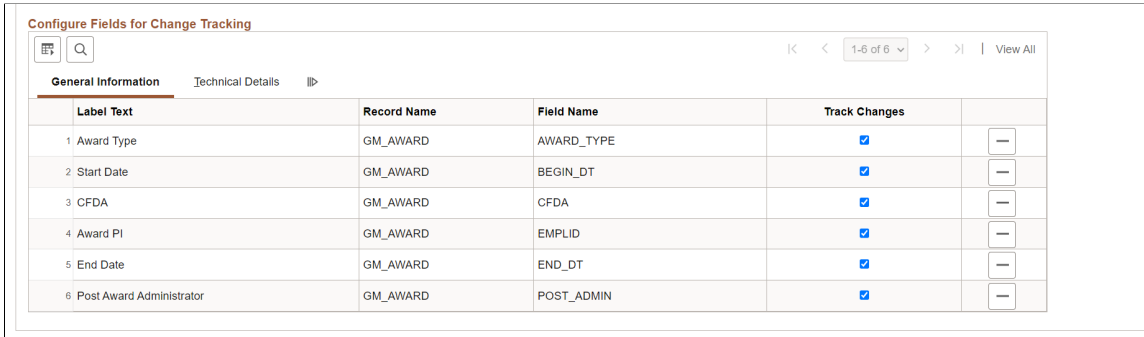 Configure Fields for Change Tracking
1-6 of 6 | View All
General Information Technical Details
Label Text Record Name Field Name Track Changes
1 Award Type GM_AWARD AWARD_TYPE
2 Start Date GM_AWARD BEGIN_DT
3 CFDA GM_AWARD CFDA
4 Award PI GM_AWARD EMPLID
5 End Date GM_AWARD END_DT
6 Post Award Administrator GM_AWARD POST_ADMIN